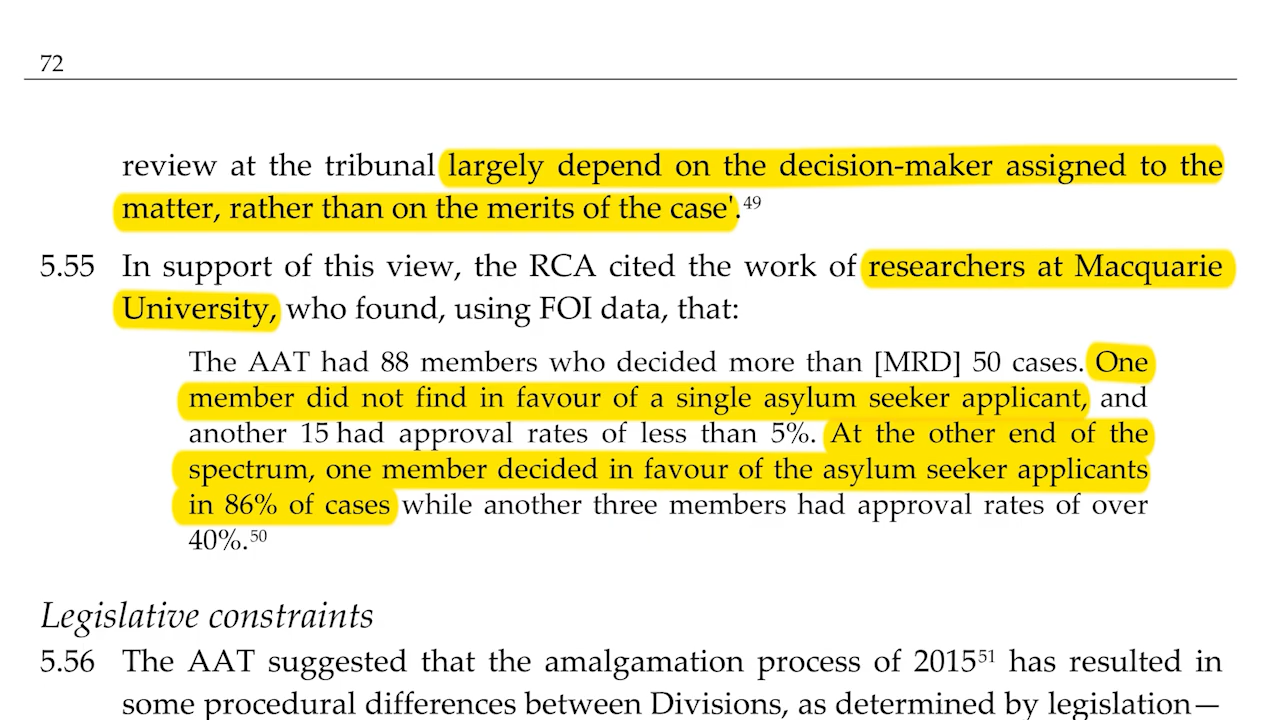 72
review at the tribunal largely depend on the decision-maker assigned to the
matter, rather than on the merits of the case'.49
5.55 In support of this view, the RCA cited the work of researchers at Macquarie
University, who found, using FOI data, that:
The AAT had 88 members who decided more than [MRD] 50 cases. One
member did not find in favour of a single asylum seeker applicant, and
another 15 had approval rates of less than 5%. At the other end of the
spectrum, one member decided in favour of the asylum seeker applicants
in 86% of cases while another three members had approval rates of over
40%.50
Legislative constraints
5.56 The AAT suggested that the amalgamation process of 201551 has resulted in
some procedural differences between Divisions, as determined by legislation—